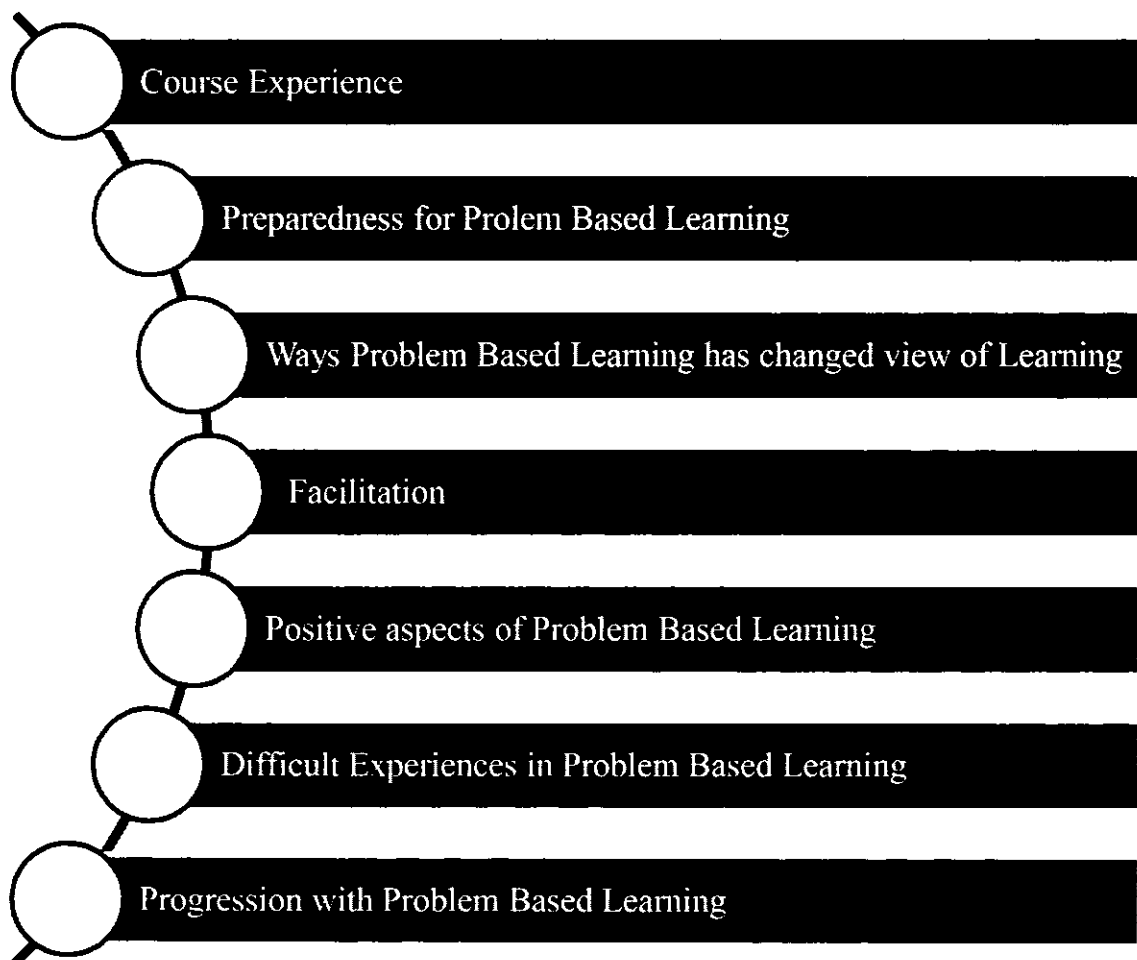 Course Experience
Preparedness for Prolem Based Learning
Ways Problem Based Learning has changed view of Learning
Facilitation
Positive aspects of Problem Based Learning
Difficult Experiences in Problem Based Learning
Progression with Problem Based Learning